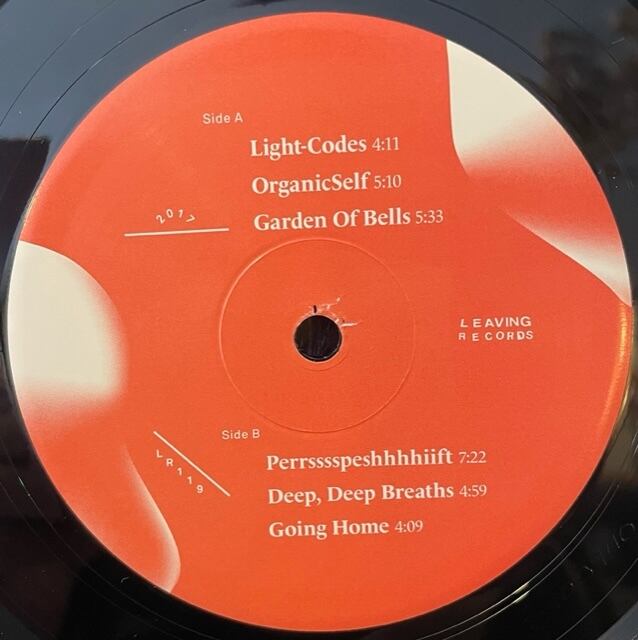 Side A
Light-Codes 4:11
OrganicSelf 5:10
Garden Of Bells 5:33
2017
LEAVING
RECORDS
Side B
Perrsssspeshhhhiift 7:22
Deep, Deep Breaths 4:59
Going Home 4:09
LR119